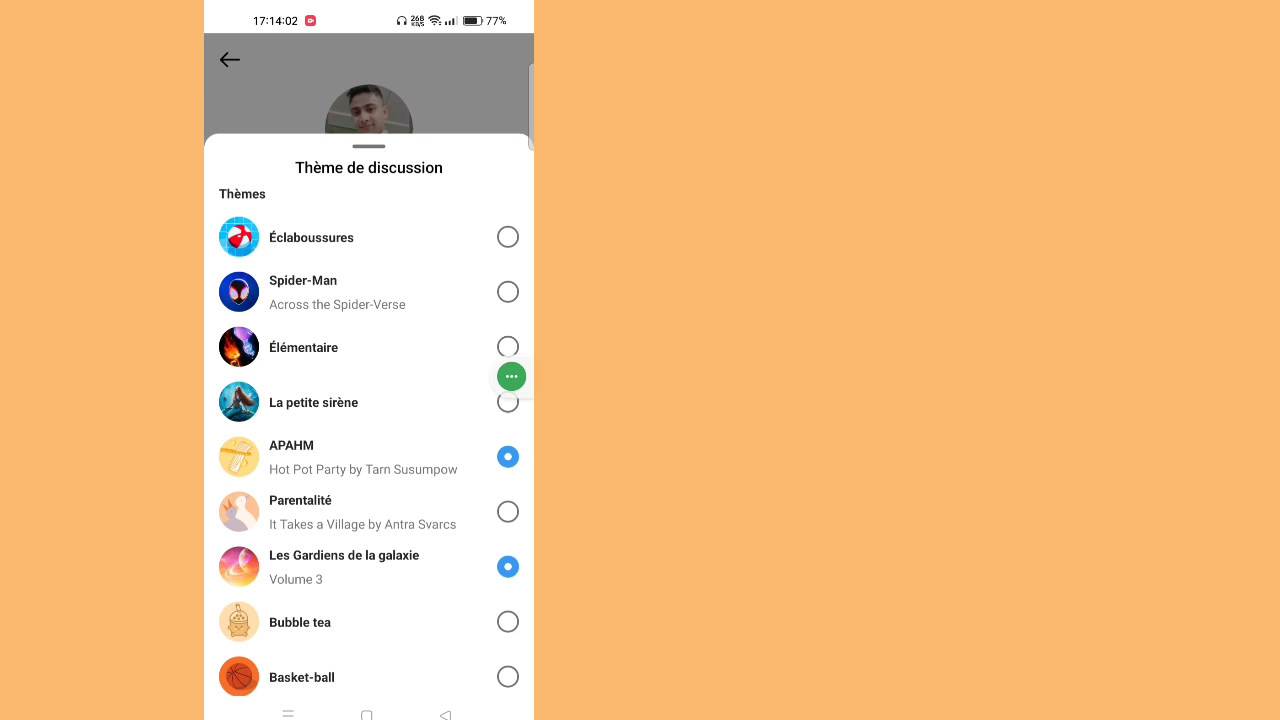 17:14:02 268 KB/S 77%
Thème de discussion
Thèmes
Éclaboussures
Spider-Man
Across the Spider-Verse
Élémentaire
La petite sirène
APAHM
Hot Pot Party by Tarn Susumpow
Parentalité
It Takes a Village by Antra Svarcs
Les Gardiens de la galaxie
Volume 3
Bubble tea
Basket-ball